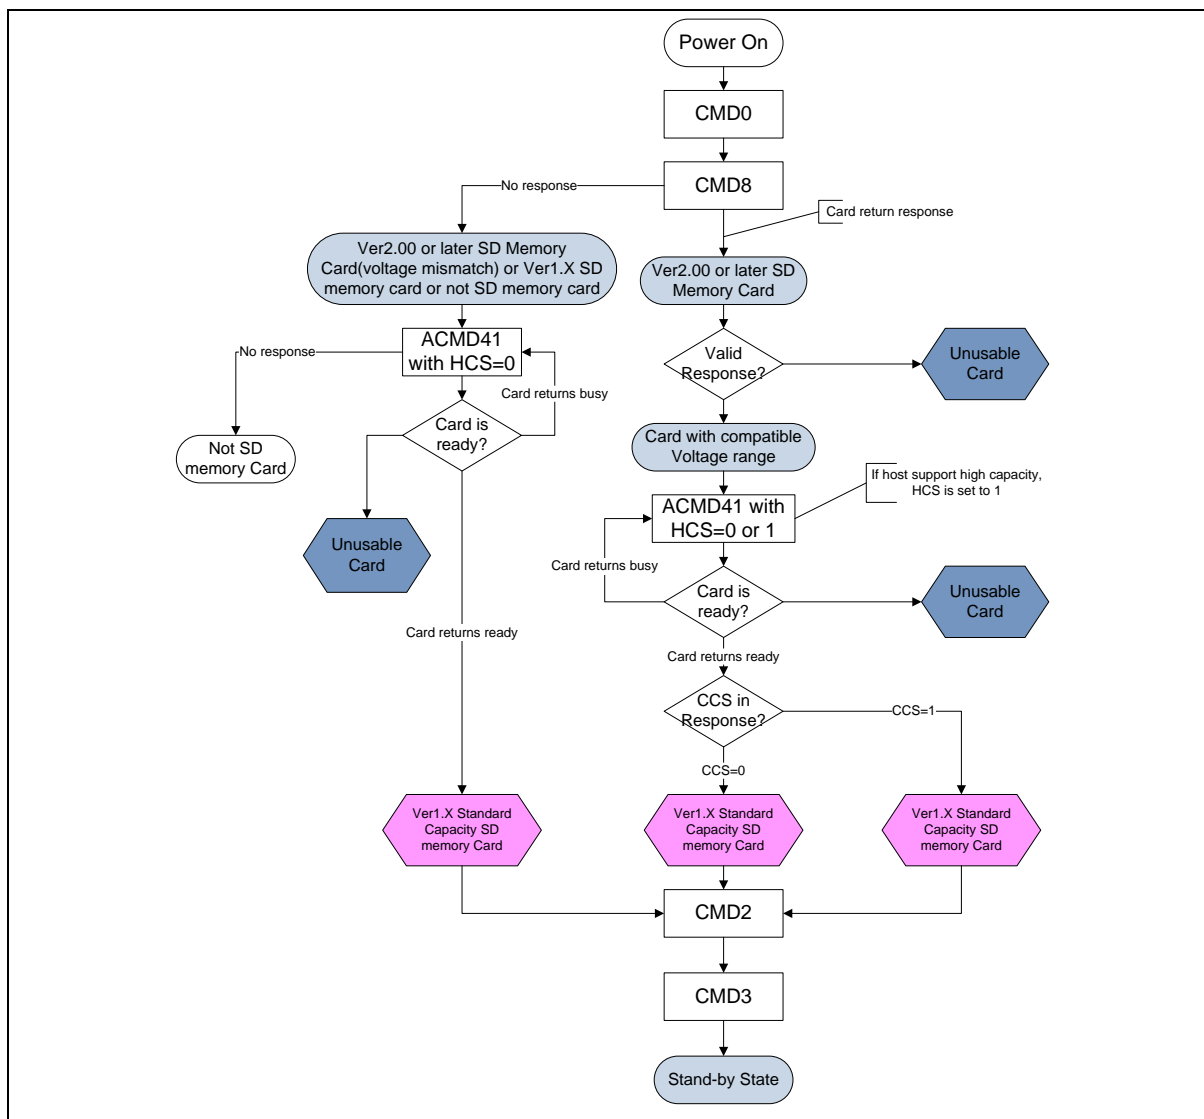 Power On
CMD0
CMD8
No response
Card return response
Ver2.00 or later SD Memory
Card(voltage mismatch) or Ver1.X SD
memory card or not SD memory card
Ver2.00 or later SD
Memory Card
ACMD41
with HCS=0
No response
Card returns busy
Valid
Response?
Unusable
Card
Card is
ready?
Not SD
memory Card
Card with compatible
Voltage range
If host support high capacity,
HCS is set to 1
ACMD41 with
HCS=0 or 1
Unusable
Card
Card returns busy
Card is
ready?
Unusable
Card
Card returns ready
Card returns ready
CCS in
Response?
CCS=1
CCS=0
Ver1.X Standard
Capacity SD
memory Card
Ver1.X Standard
Capacity SD
memory Card
Ver1.X Standard
Capacity SD
memory Card
CMD2
CMD3
Stand-by State